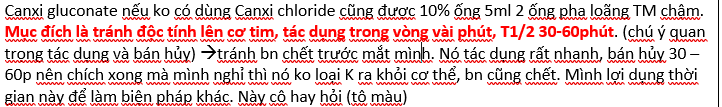 Canxi gluconate nếu ko có dùng Canxi chloride cũng được 10% ống 5ml 2 ống pha loãng TM châm.
Mục đích là tránh độc tính lên cơ tim, tác dụng trong vòng vài phút, T1/2 30-60phút. (chú ý quan
trọng tác dụng và bán hủy) →tránh bn chết trước mắt mình. Nó tác dụng rất nhanh, bán hủy 30 –
60p nên chích xong mà mình nghỉ thì nó ko loại K ra khỏi cơ thể, bn cũng chết. Mình lợi dụng thời
gian này để làm biện pháp khác. Này cô hay hỏi (tô màu)